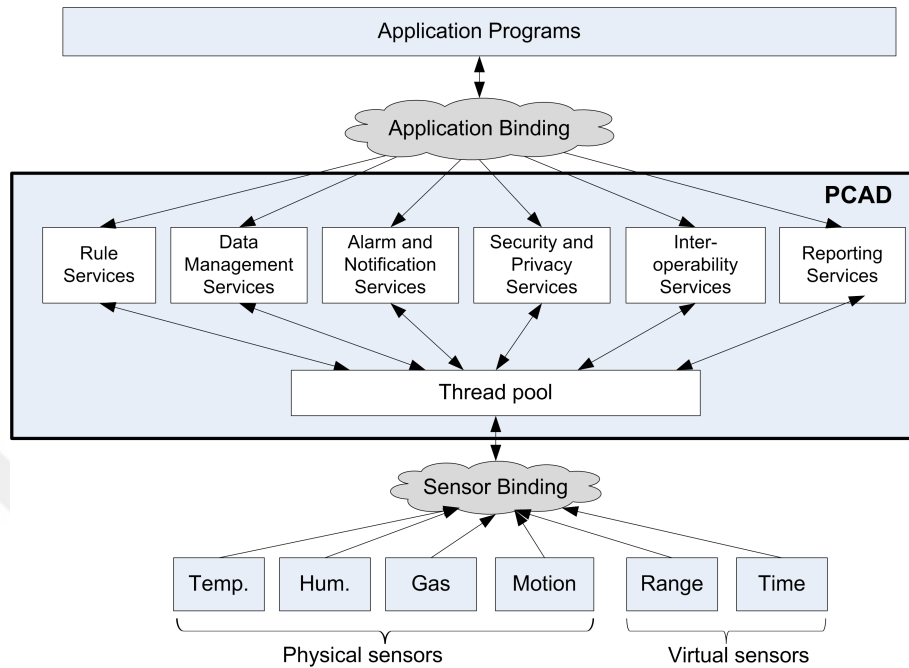 Application Programs
Application Binding
PCAD
Rule
Services
Data
Management
Services
Alarm and
Notification
Services
Security and
Privacy
Services
Inter-
operability
Services
Reporting
Services
Thread pool
Sensor Binding
Temp.
Hum.
Gas
Motion
Range
Time
Physical sensors
Virtual sensors